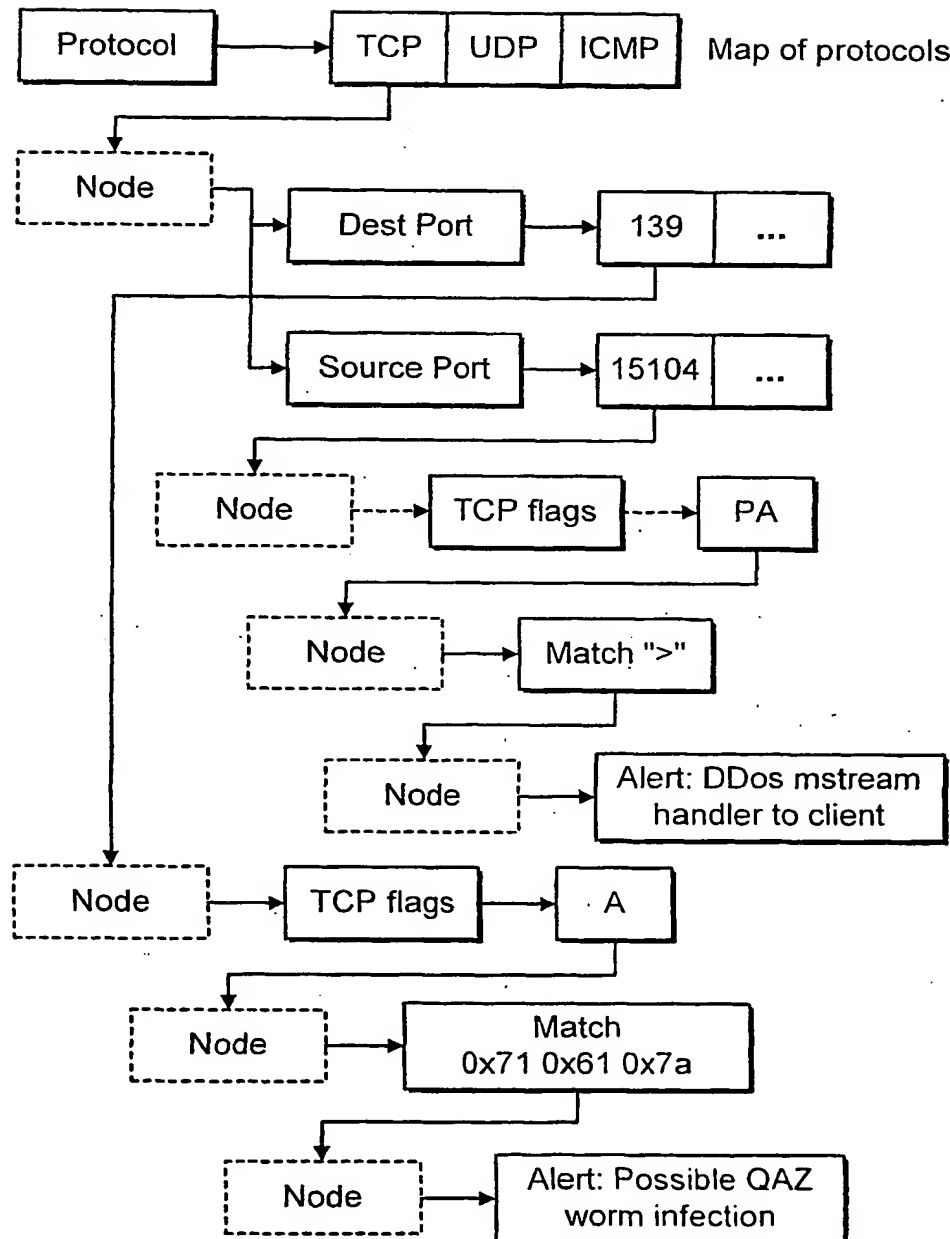 Protocol TCP UDP ICMP Map of protocols
Node
Dest Port 139 ...
Source Port 15104 ...
Node TCP flags PA
Node Match ">"
Node Alert: DDos mstream
handler to client
Node TCP flags A
Node Match
0x71 0x61 0x7a
Node Alert: Possible QAZ
worm infection